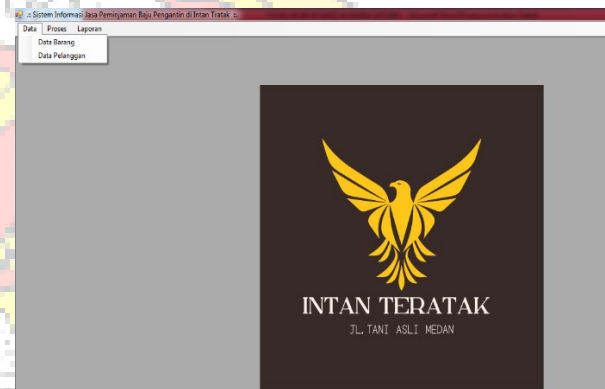 .:: Sistem Informasi Jasa Peminjaman Baju Pengantin di Intan Tratak ::.
Data Proses Laporan
Data Barang
Data Pelanggan
INTAN TERATAK
JL.TANI ASLI MEDAN